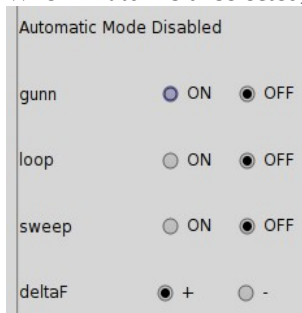 Automatic Mode Disabled
gunn ON OFF
loop ON OFF
sweep ON OFF
deltaF + -